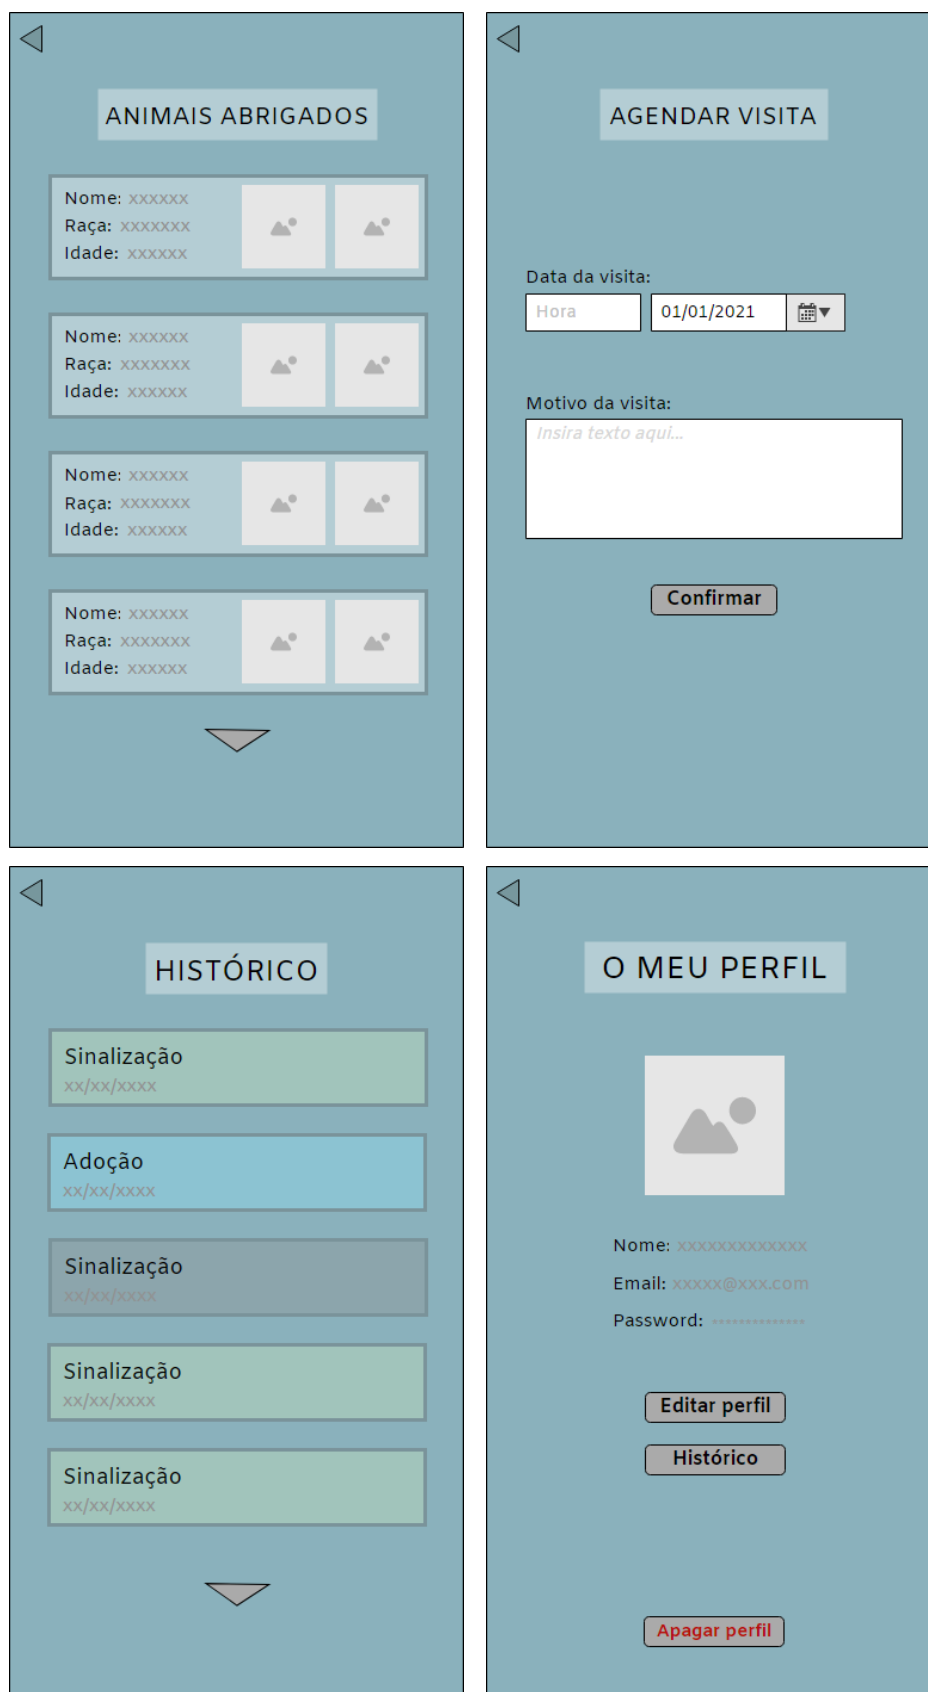 ANIMAIS ABRIGADOS
Nome: xxxxxx
Raça: xxxxxxx
Idade: xxxxxx
Nome: xxxxxx
Raça: xxxxxxx
Idade: xxxxxx
Nome: xxxxxx
Raça: xxxxxxx
Idade: xxxxxx
Nome: xxxxxx
Raça: xxxxxxx
Idade: xxxxxx
AGENDAR VISITA
Data da visita:
Hora 01/01/2021
Motivo da visita:
Insira texto aqui...
Confirmar
HISTÓRICO
Sinalização
xx/xx/xxxx
Adoção
xx/xx/xxxx
Sinalização
xx/xx/xxxx
Sinalização
xx/xx/xxxx
Sinalização
xx/xx/xxxx
O MEU PERFIL
Nome: xxxxxxxxxxxxx
Email: xxxxx@xxx.com
Password: **************
Editar perfil
Histórico
Apagar perfil